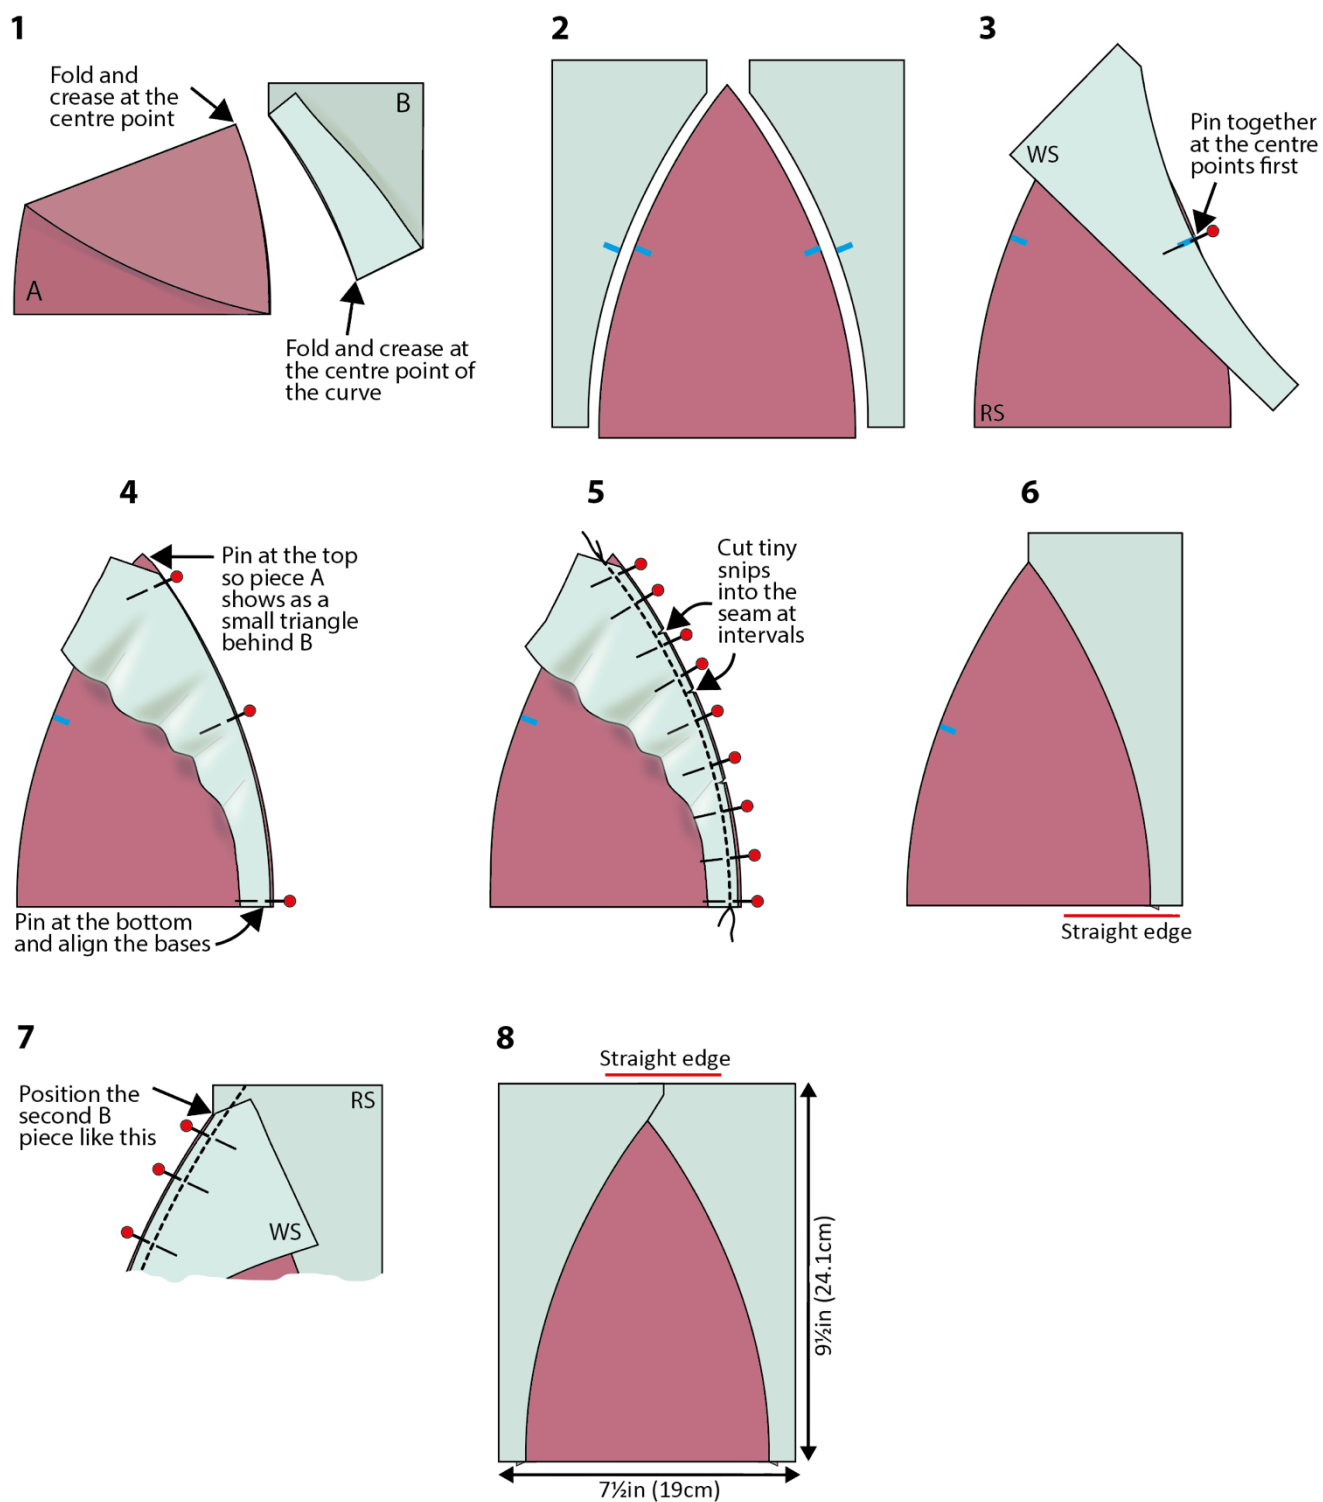 1
Fold and
crease at the
centre point
A
B
Fold and crease at
the centre point of
the curve
2
3
WS
RS
Pin together
at the centre
points first
4
Pin at the top
so piece A
shows as a
small triangle
behind B
Pin at the bottom
and align the bases
5
Cut tiny
snips
into the
seam at
intervals
6
Straight edge
7
Position the
second B
piece like this
RS
WS
8
Straight edge
9½in (24.1cm)
7½in (19cm)